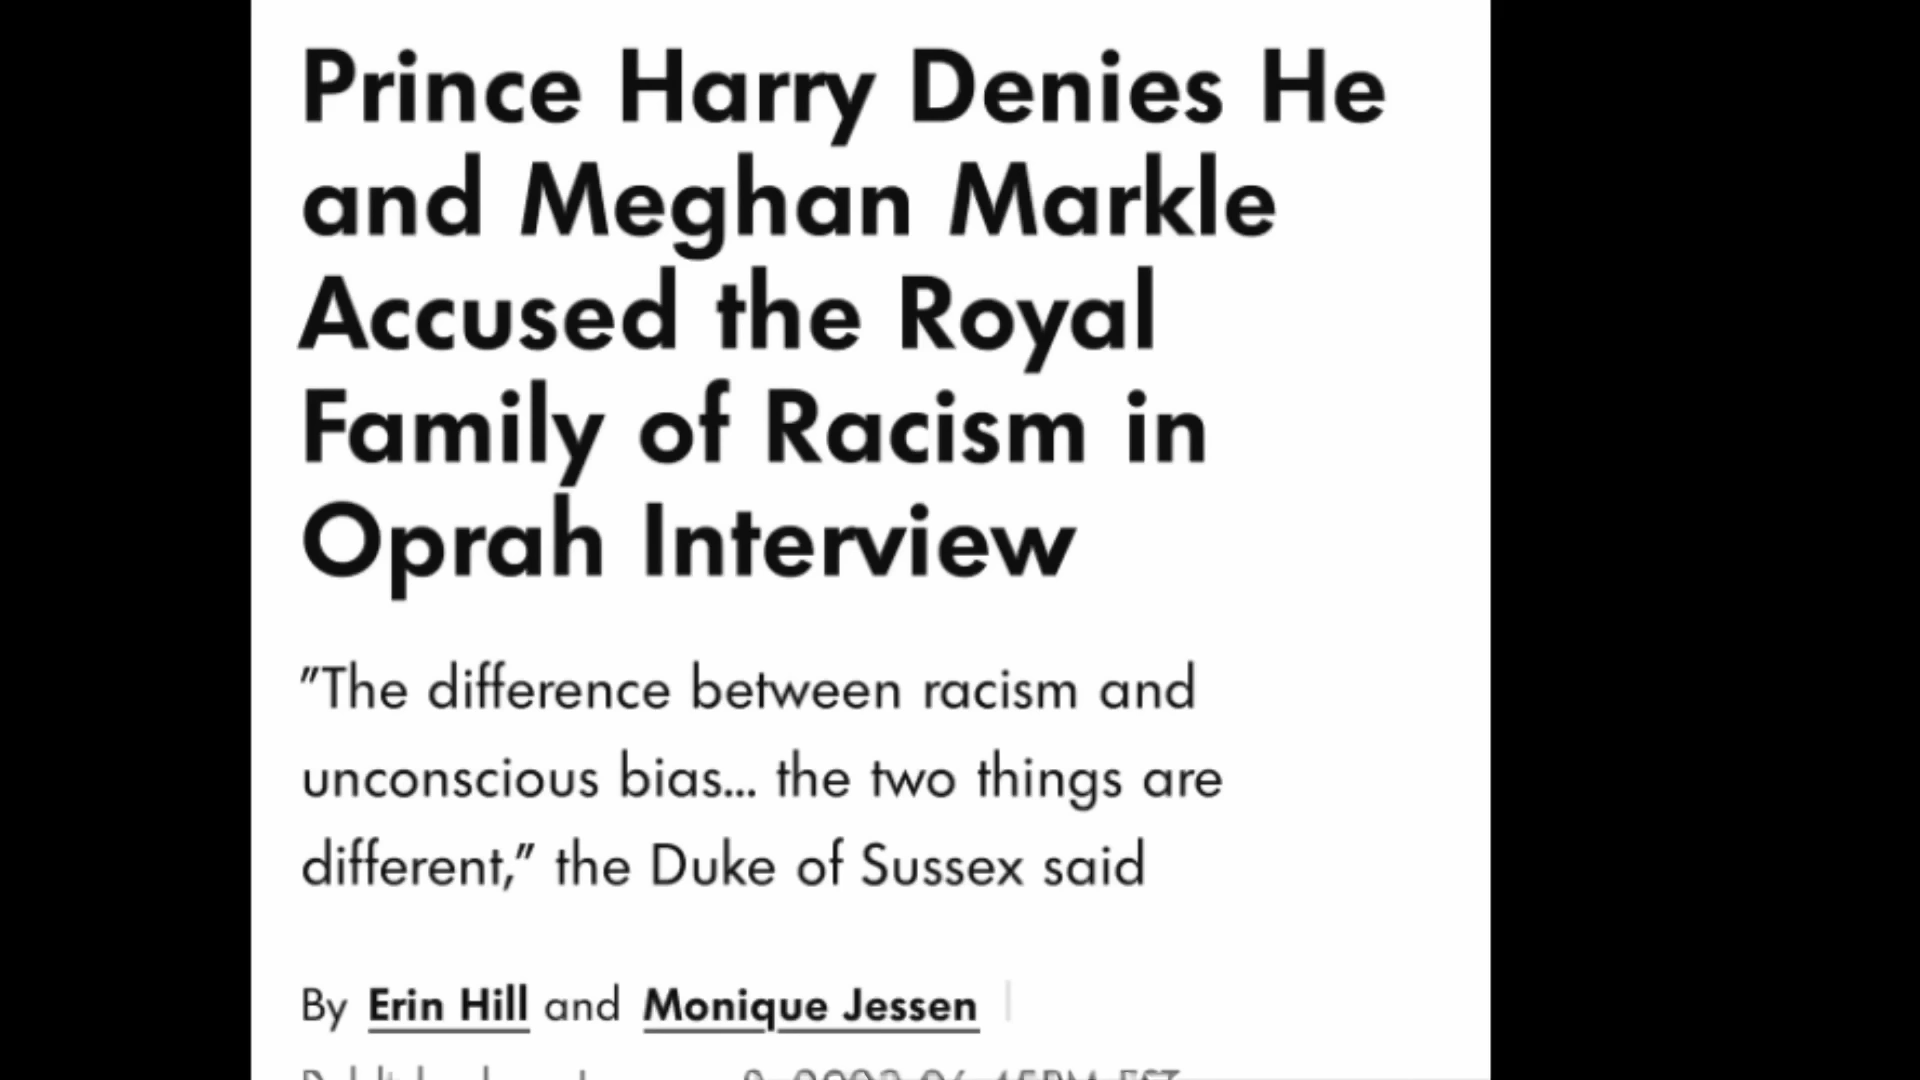 Prince Harry Denies He
and Meghan Markle
Accused the Royal
Family of Racism in
Oprah Interview
"The difference between racism and
unconscious bias... the two things are
different," the Duke of Sussex said
By Erin Hill and Monique Jessen